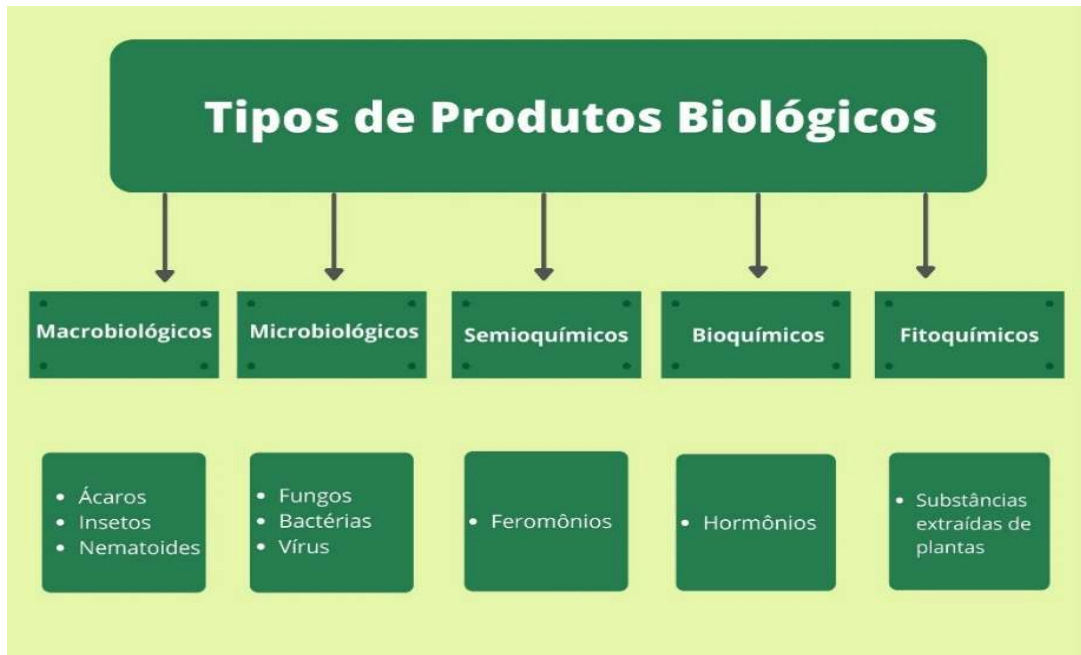 Tipos de Produtos Biológicos
Macrobiológicos
Microbiológicos
Semioquímicos
Bioquímicos
Fitoquímicos
• Ácaros
• Insetos
• Nematoides
• Fungos
• Bactérias
• Vírus
• Feromônios
• Hormônios
• Substâncias
extraídas de
plantas